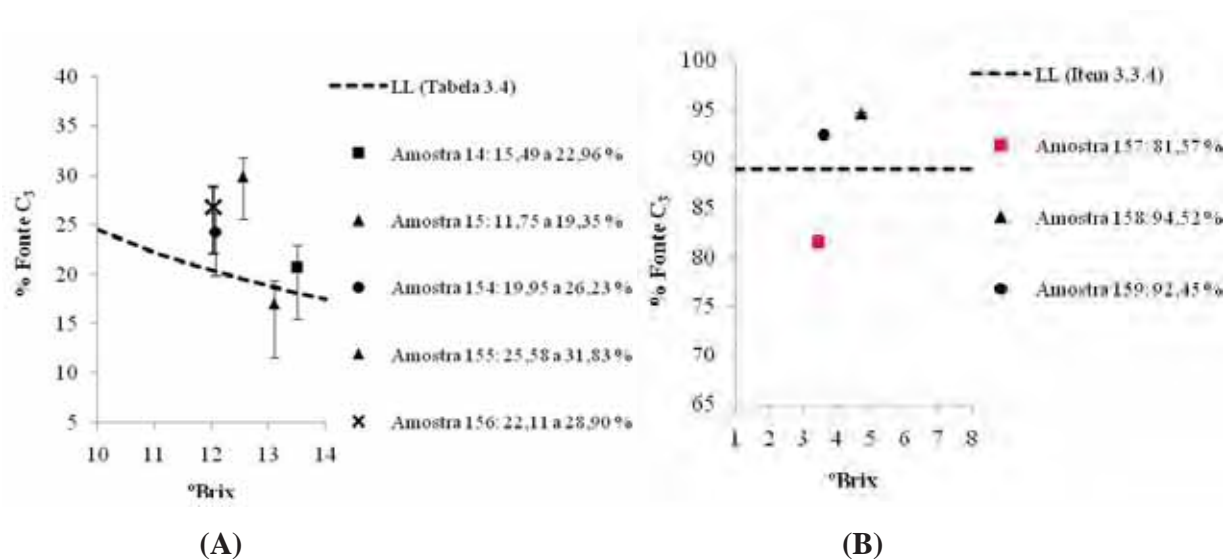 40
35
30
25
20
15
10
5
% Fonte C3
10 11 12 13 14
ºBrix
LL (Tabela 3.4)
Amostra 14: 15,49 a 22,96 %
Amostra 15: 11,75 a 19,35 %
Amostra 154: 19,95 a 26,23 %
Amostra 155: 25,58 a 31,83 %
Amostra 156: 22,11 a 28,90 %
(A)
100
95
90
85
80
75
70
65
% Fonte C3
1 2 3 4 5 6 7 8
ºBrix
LL (Item 3.3.4)
Amostra 157: 81,57 %
Amostra 158: 94,52 %
Amostra 159: 92,45 %
(B)